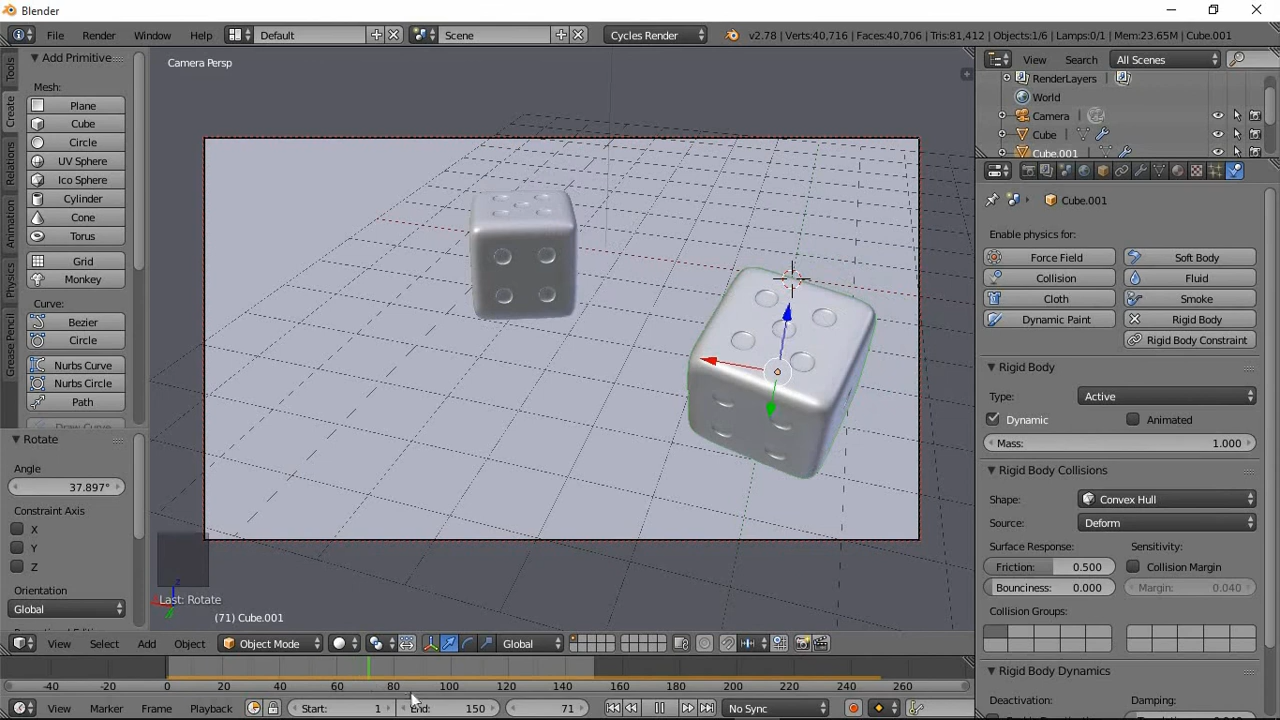 Blender
File Render Window Help Default Scene Cycles Render v2.78 | Verts:40,716 | Faces:40,706 | Tris:81,412 | Objects:1/6 | Lamps:0/1 | Mem:23.65M | Cube.001
Tools
Create
Relations
Animation
Physics
Grease Pencil
Add Primitive
Mesh:
Plane
Cube
Circle
UV Sphere
Ico Sphere
Cylinder
Cone
Torus
Grid
Monkey
Curve:
Bezier
Circle
Nurbs Curve
Nurbs Circle
Path
Draw Curve
Rotate
Angle
37.897°
Constraint Axis
X
Y
Z
Orientation
Global
Camera Persp
Last: Rotate
(71) Cube.001
View Search All Scenes
RenderLayers
World
Camera
Cube
Cube.001
Cube.001
Enable physics for:
Force Field Soft Body
Collision Fluid
Cloth Smoke
Dynamic Paint Rigid Body
Rigid Body Constraint
Rigid Body
Type: Active
Dynamic Animated
Mass: 1.000
Rigid Body Collisions
Shape: Convex Hull
Source: Deform
Surface Response: Sensitivity:
Friction: 0.500 Collision Margin
Bounciness: 0.000 Margin: 0.040
Collision Groups:
Rigid Body Dynamics
Deactivation: Damping:
View Select Add Object Object Mode Global
-40 -20 0 20 40 60 80 100 120 140 160 180 200 220 240 260
View Marker Frame Playback Start: 1 End: 150 71 No Sync